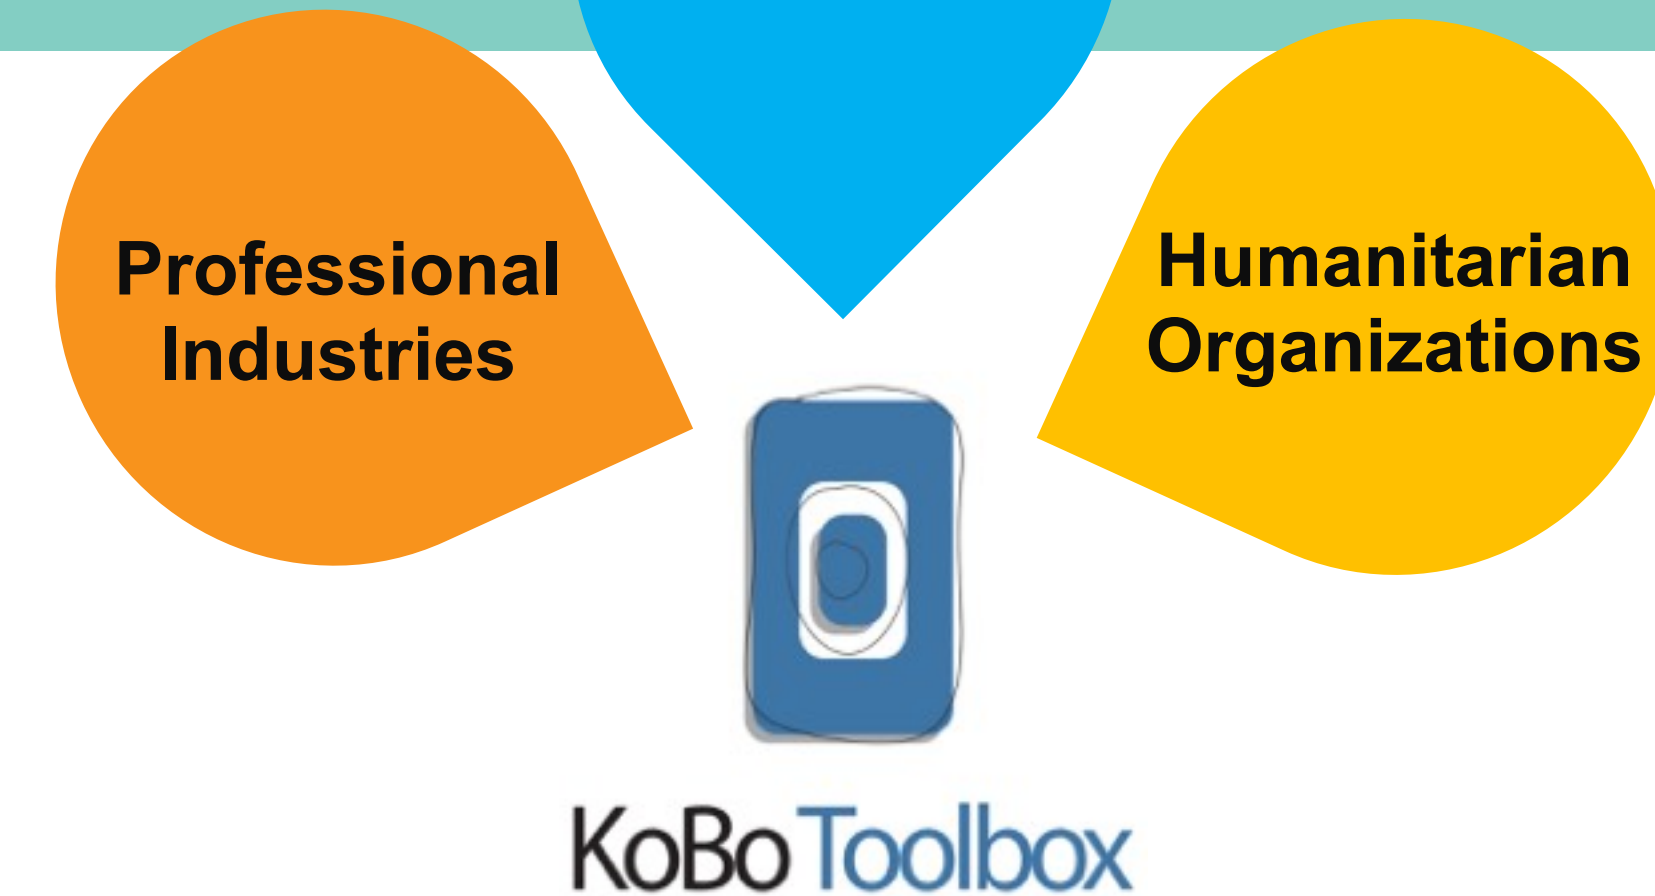 Professional
Industries
Humanitarian
Organizations
KoBo Toolbox